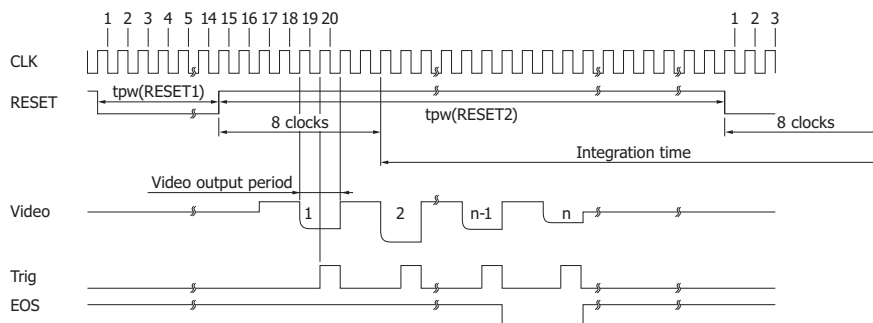 1 2 3 4 5 14 15 16 17 18 19 20 1 2 3
CLK
tpw(RESET1)
RESET
tpw(RESET2)
8 clocks
8 clocks
Integration time
Video output period
Video
1 2 n-1 n
Trig
EOS